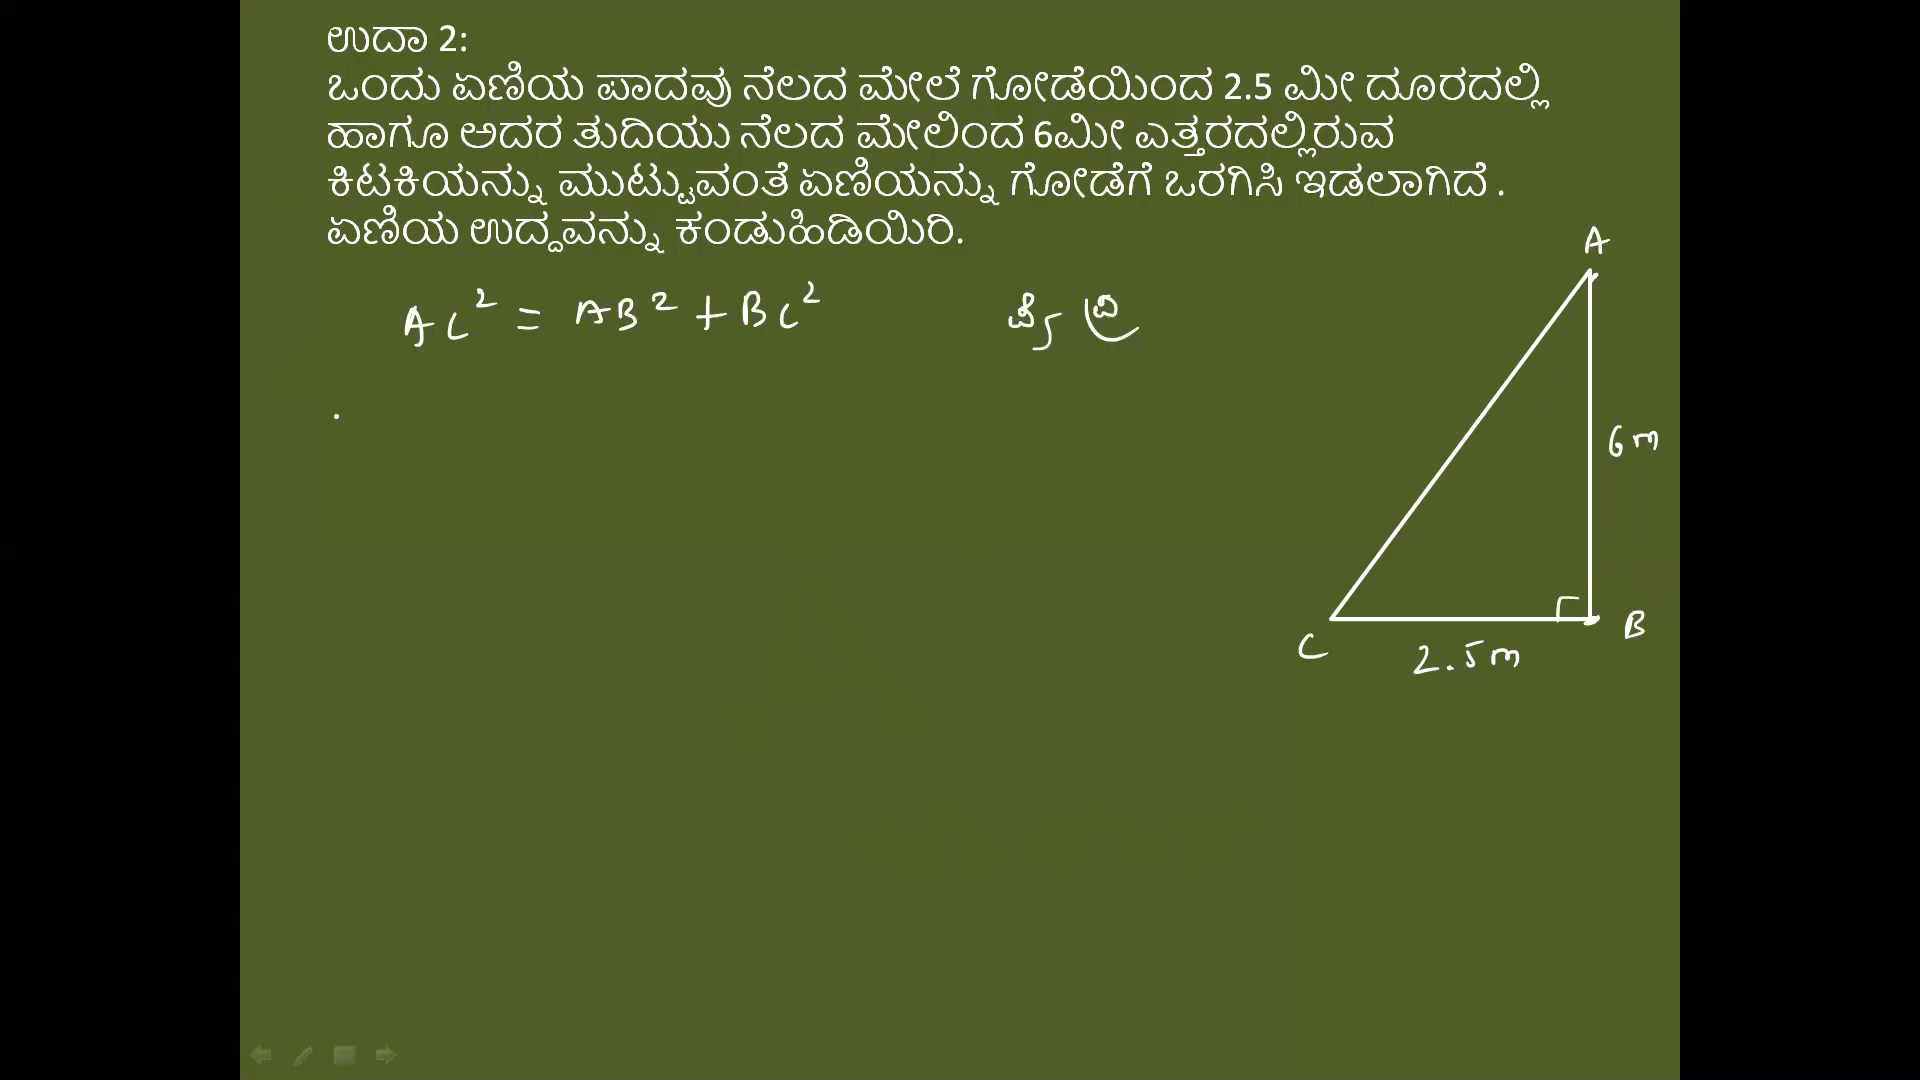 ಉದಾ 2:
ಒಂದು ಏಣಿಯ ಪಾದವು ನೆಲದ ಮೇಲೆ ಗೋಡೆಯಿಂದ 2.5 ಮೀ ದೂರದಲ್ಲಿ
ಹಾಗೂ ಅದರ ತುದಿಯು ನೆಲದ ಮೇಲಿಂದ 6ಮೀ ಎತ್ತರದಲ್ಲಿರುವ
ಕಿಟಕಿಯನ್ನು ಮುಟ್ಟುವಂತೆ ಏಣಿಯನ್ನು ಗೋಡೆಗೆ ಒರಗಿಸಿ ಇಡಲಾಗಿದೆ .
ಏಣಿಯ ಉದ್ದವನ್ನು ಕಂಡುಹಿಡಿಯಿರಿ.
AC² = AB² + BC²
A
6m
B
C
2.5m